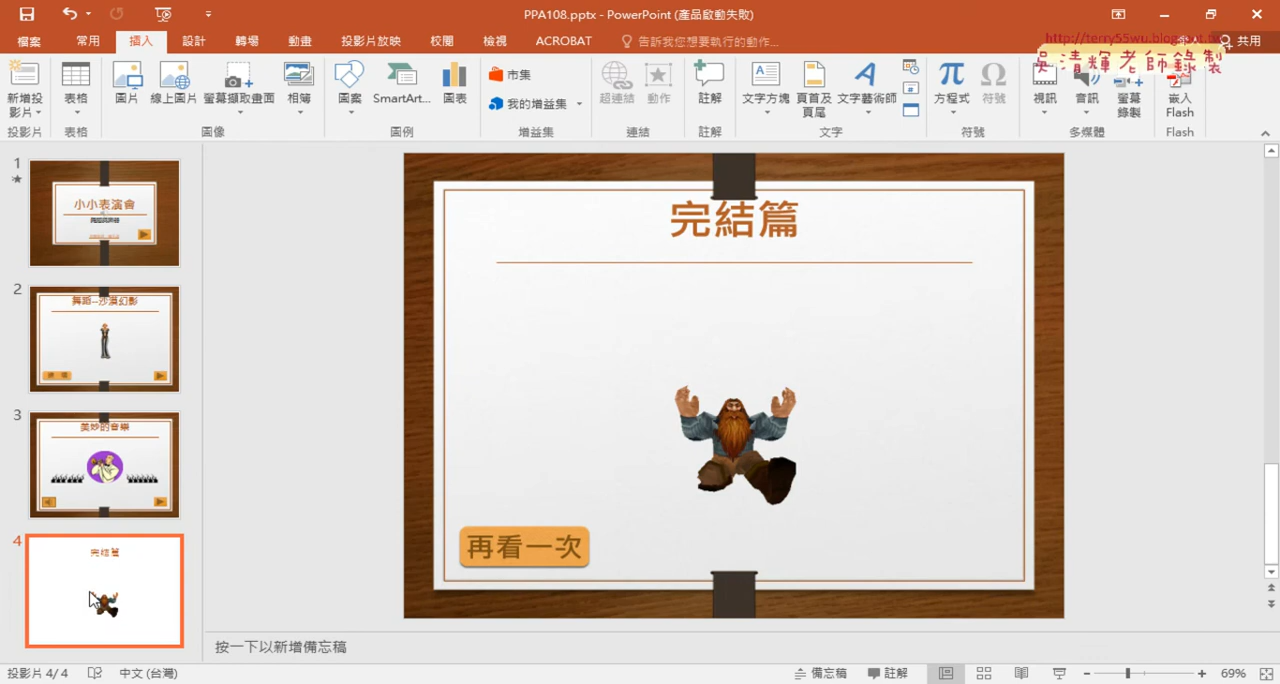 PPA108.pptx - PowerPoint (產品啟動失敗)
檔案 常用 插入 設計 轉場 動畫 投影片放映 校閱 檢視 ACROBAT 告訴我您想要執行的動作... 共用
http://terry55wu.blogspot.tw
吳清輝老師錄製
新增投影片 表格 圖片 線上圖片 螢幕擷取畫面 相簿 圖案 SmartArt... 圖表 市集 我的增益集 超連結 動作 註解 文字方塊 頁首及頁尾 文字藝術師 方程式 符號 視訊 音訊 螢幕錄製 嵌入 Flash
投影片 表格 圖像 圖例 增益集 連結 註解 文字 符號 多媒體 Flash
1
小小表演會
2
舞蹈--沙漠幻影
3
美妙的音樂
4
完結篇
完結篇
再看一次
按一下以新增備忘稿
投影片 4/4 中文 (台灣) 備忘稿 註解 69%